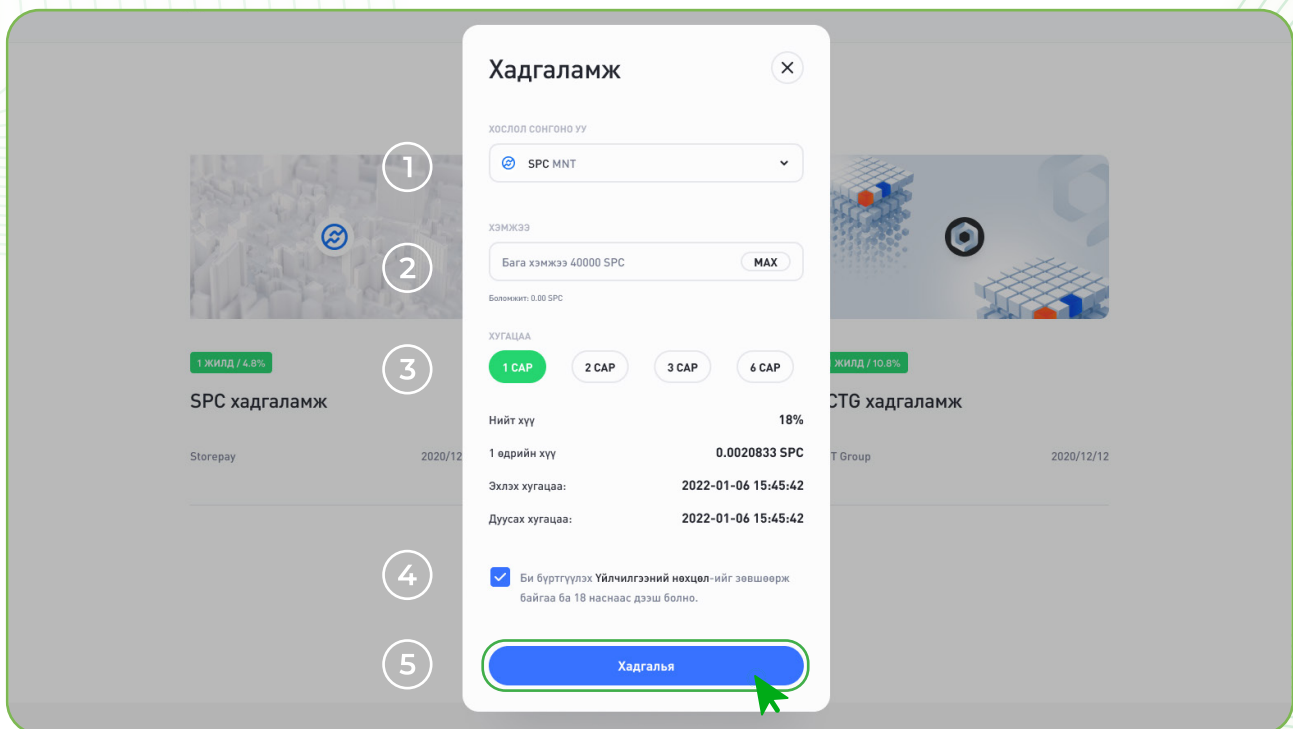 Хадгаламж
ХОСЛОЛ СОНГОНО УУ
1
SPC MNT
ХЭМЖЭЭ
2
Бага хэмжээ 40000 SPC MAX
Боломжит: 0.00 SPC
ХУГАЦАА
3
1 САР 2 САР 3 САР 6 САР
Нийт хүү 18%
1 өдрийн хүү 0.0020833 SPC
Эхлэх хугацаа: 2022-01-06 15:45:42
Дуусах хугацаа: 2022-01-06 15:45:42
4
Би бүртгүүлэх Үйлчилгээний нөхцөл-ийг зөвшөөрж
байгаа ба 18 наснаас дээш болно.
5
Хадгалья
1 ЖИЛД / 4.8%
SPC хадгаламж
Storepay 2020/12
ЖИЛД / 10.8%
CTG хадгаламж
T Group 2020/12/12